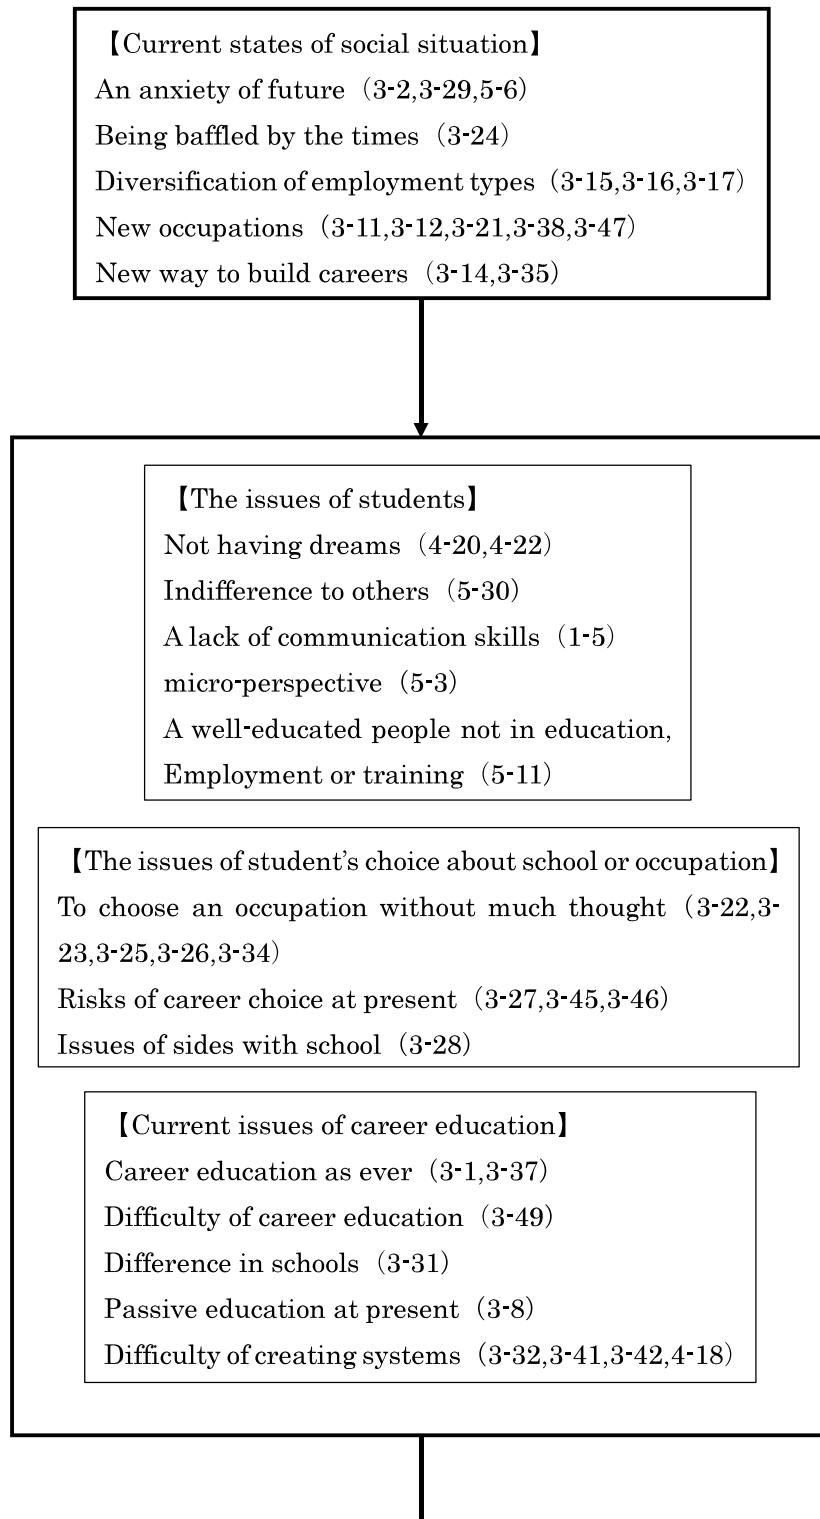 【Current states of social situation】
An anxiety of future（3-2,3-29,5-6）
Being baffled by the times（3-24）
Diversification of employment types（3-15,3-16,3-17）
New occupations（3-11,3-12,3-21,3-38,3-47）
New way to build careers（3-14,3-35）
【The issues of students】
Not having dreams（4-20,4-22）
Indifference to others（5-30）
A lack of communication skills（1-5）
micro-perspective（5-3）
A well-educated people not in education,
Employment or training（5-11）
【The issues of student’s choice about school or occupation】
To choose an occupation without much thought（3-22,3-
23,3-25,3-26,3-34）
Risks of career choice at present（3-27,3-45,3-46）
Issues of sides with school（3-28）
【Current issues of career education】
Career education as ever（3-1,3-37）
Difficulty of career education（3-49）
Difference in schools（3-31）
Passive education at present（3-8）
Difficulty of creating systems（3-32,3-41,3-42,4-18）